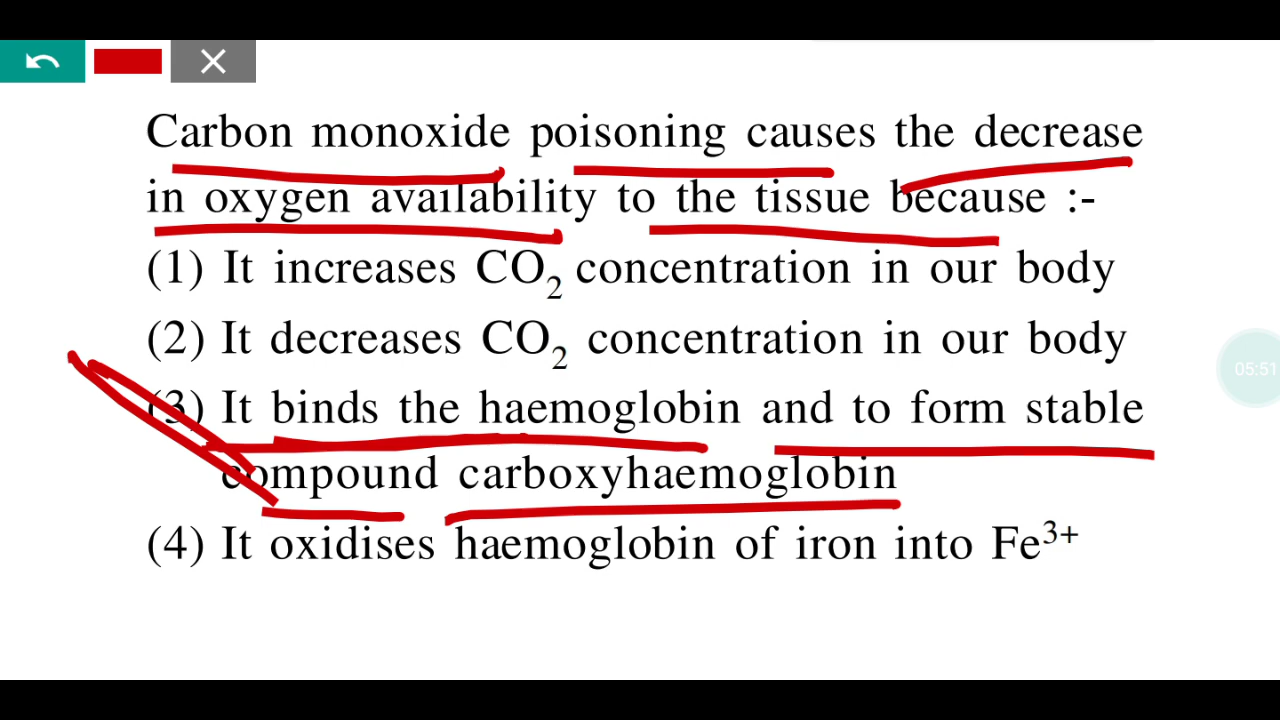 Carbon monoxide poisoning causes the decrease
in oxygen availability to the tissue because :-
(1) It increases CO₂ concentration in our body
(2) It decreases CO₂ concentration in our body
(3) It binds the haemoglobin and to form stable
compound carboxyhaemoglobin
(4) It oxidises haemoglobin of iron into Fe³⁺
05:51